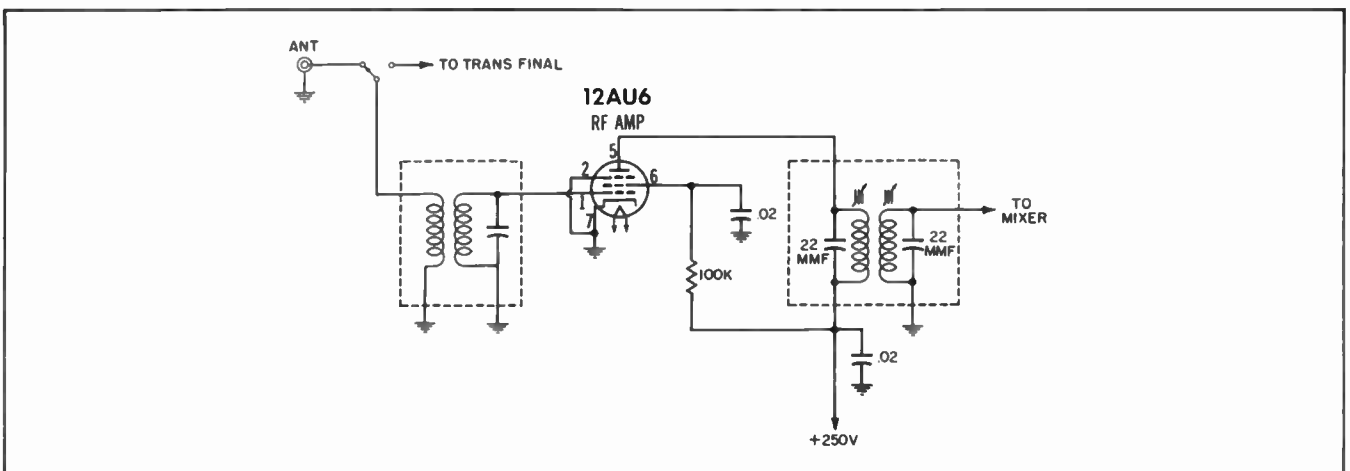 ANT
TO TRANS FINAL
12AU6
RF AMP
5
2
6
1
7
.02
100K
22
MMF
22
MMF
TO
MIXER
.02
+250V